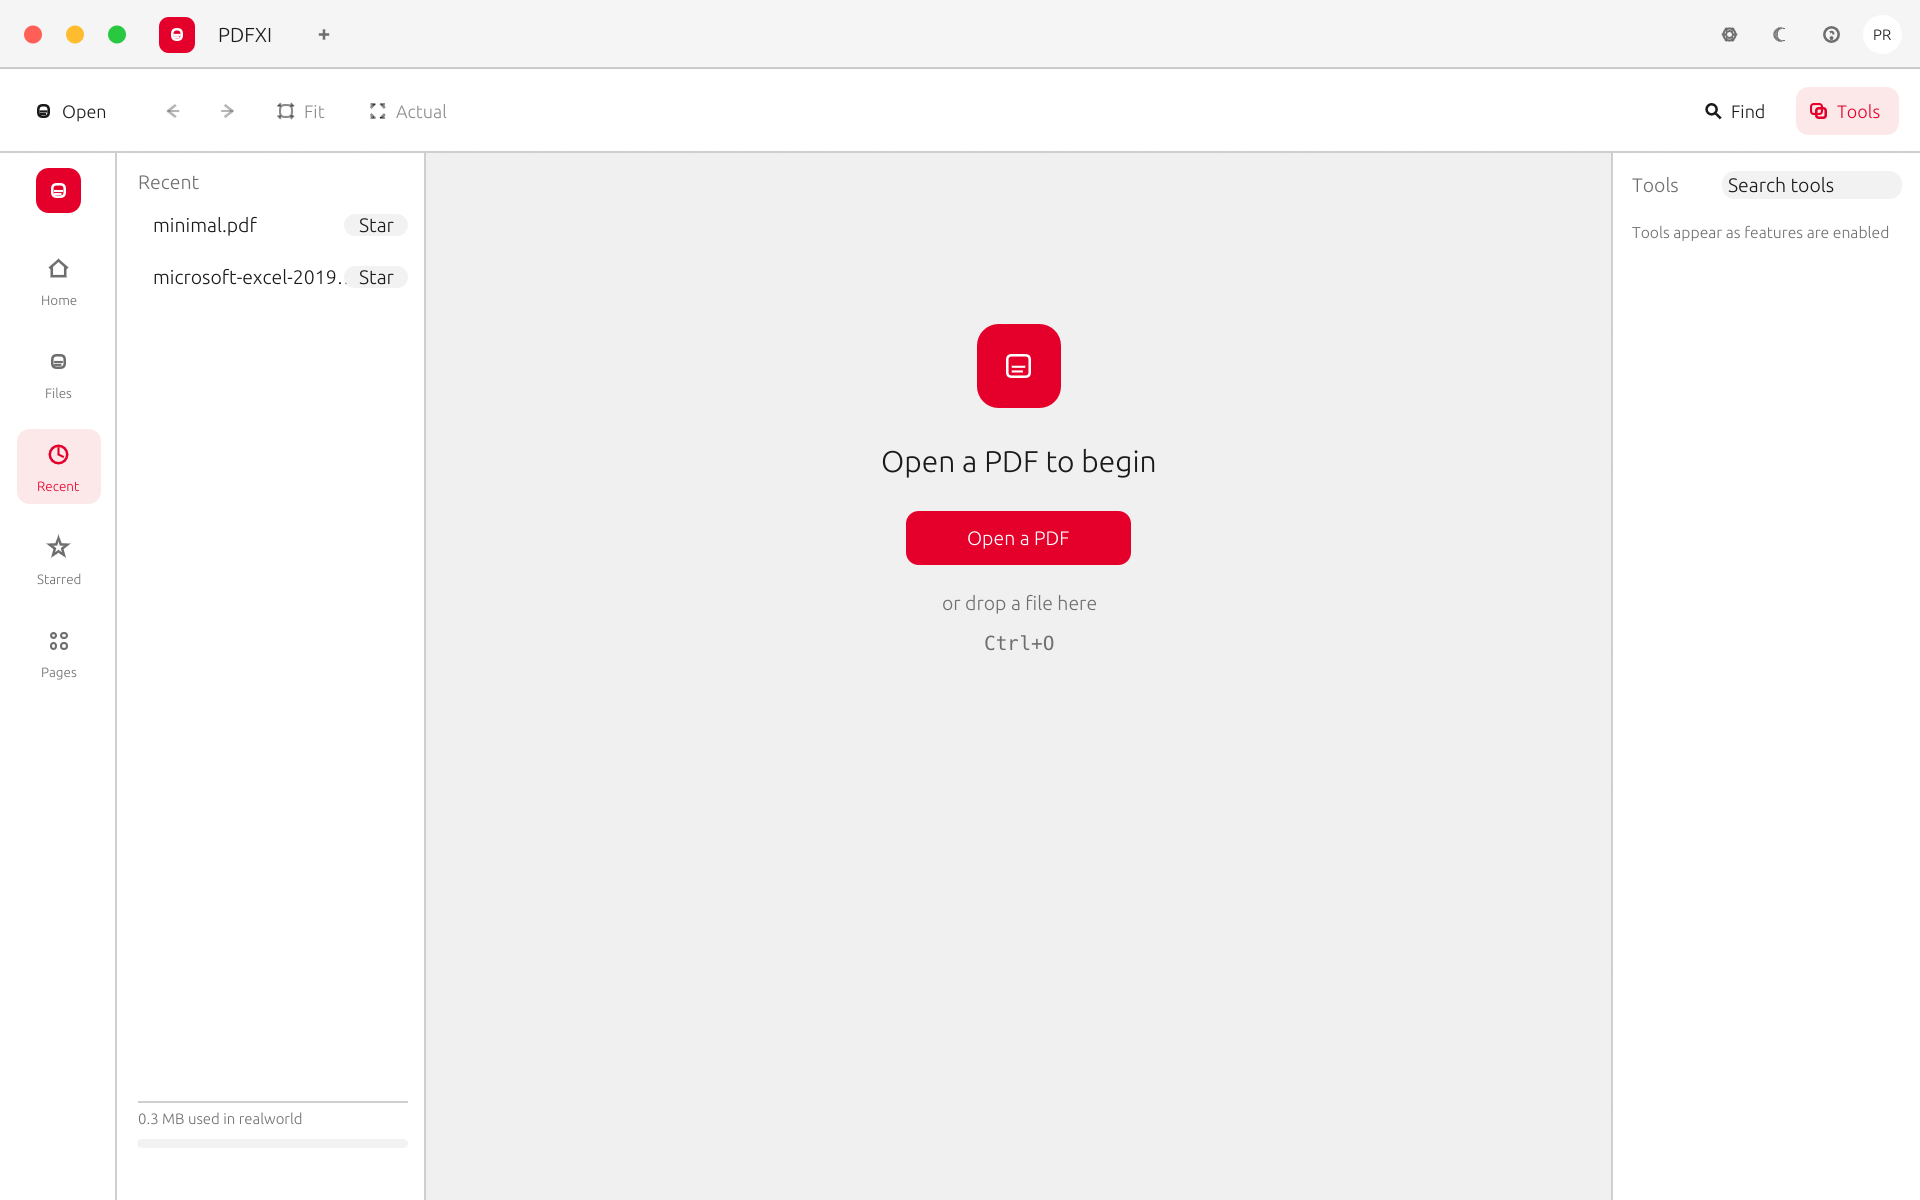 PDFXI +
PR
Open
Fit
Actual
Find
Tools
Home
Files
Recent
Starred
Pages
Recent
minimal.pdf Star
microsoft-excel-2019. Star
0.3 MB used in realworld
Open a PDF to begin
Open a PDF
or drop a file here
Ctrl+O
Tools
Search tools
Tools appear as features are enabled